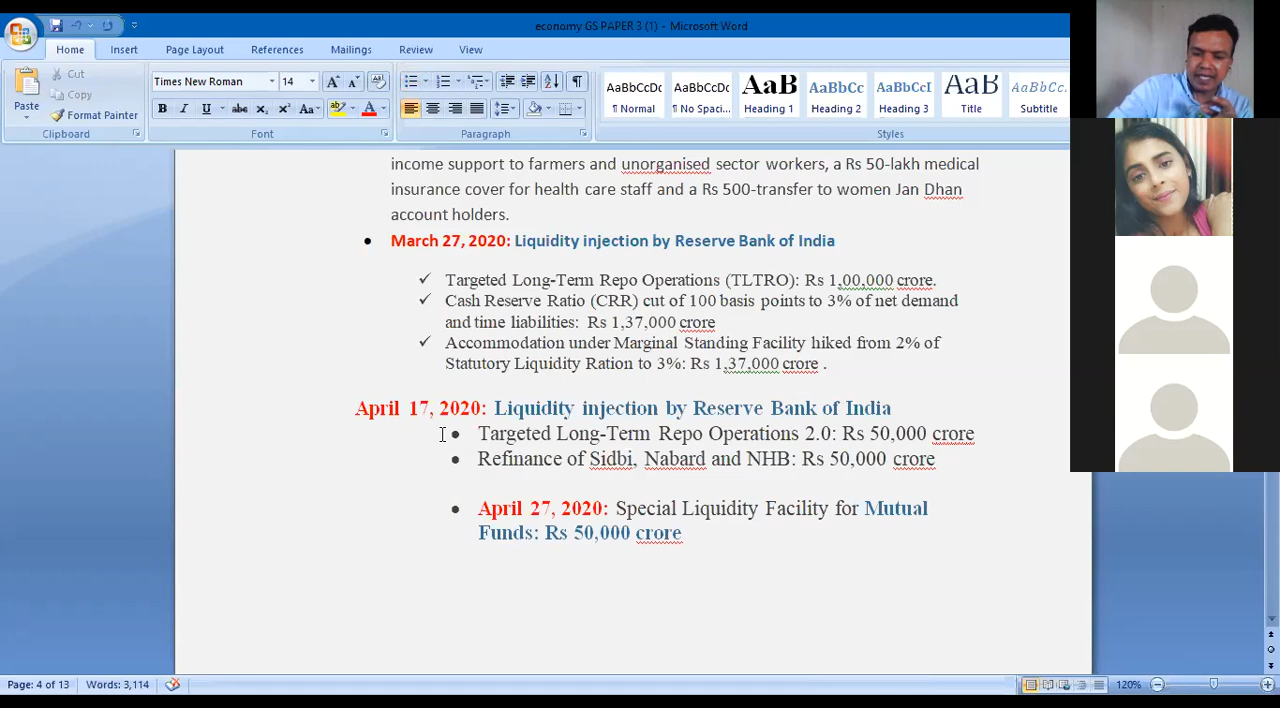 economy GS PAPER 3 (1) - Microsoft Word
Home Insert Page Layout References Mailings Review View
Paste
Cut
Copy
Format Painter
Clipboard
Times New Roman 14
Font
Paragraph
AaBbCcDc AaBbCcDc AaB AaBbCc AaBbCcI AaB AaBbCc.
¶ Normal ¶ No Spaci... Heading 1 Heading 2 Heading 3 Title Subtitle
Styles
income support to farmers and unorganised sector workers, a Rs 50-lakh medical
insurance cover for health care staff and a Rs 500-transfer to women Jan Dhan
account holders.
• March 27, 2020: Liquidity injection by Reserve Bank of India
✓ Targeted Long-Term Repo Operations (TLTRO): Rs 1,00,000 crore.
✓ Cash Reserve Ratio (CRR) cut of 100 basis points to 3% of net demand
and time liabilities: Rs 1,37,000 crore
✓ Accommodation under Marginal Standing Facility hiked from 2% of
Statutory Liquidity Ration to 3%: Rs 1,37,000 crore .
April 17, 2020: Liquidity injection by Reserve Bank of India
• Targeted Long-Term Repo Operations 2.0: Rs 50,000 crore
• Refinance of Sidbi, Nabard and NHB: Rs 50,000 crore
• April 27, 2020: Special Liquidity Facility for Mutual
Funds: Rs 50,000 crore
Page: 4 of 13 Words: 3,114 120%